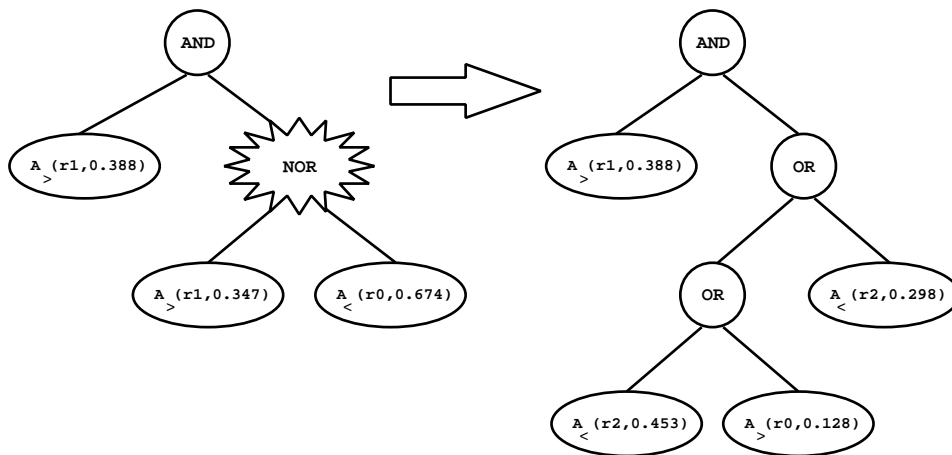 AND
A>(r1,0.388)
NOR
A>(r1,0.347)
A<(r0,0.674)
AND
A>(r1,0.388)
OR
OR
A<(r2,0.298)
A<(r2,0.453)
A>(r0,0.128)